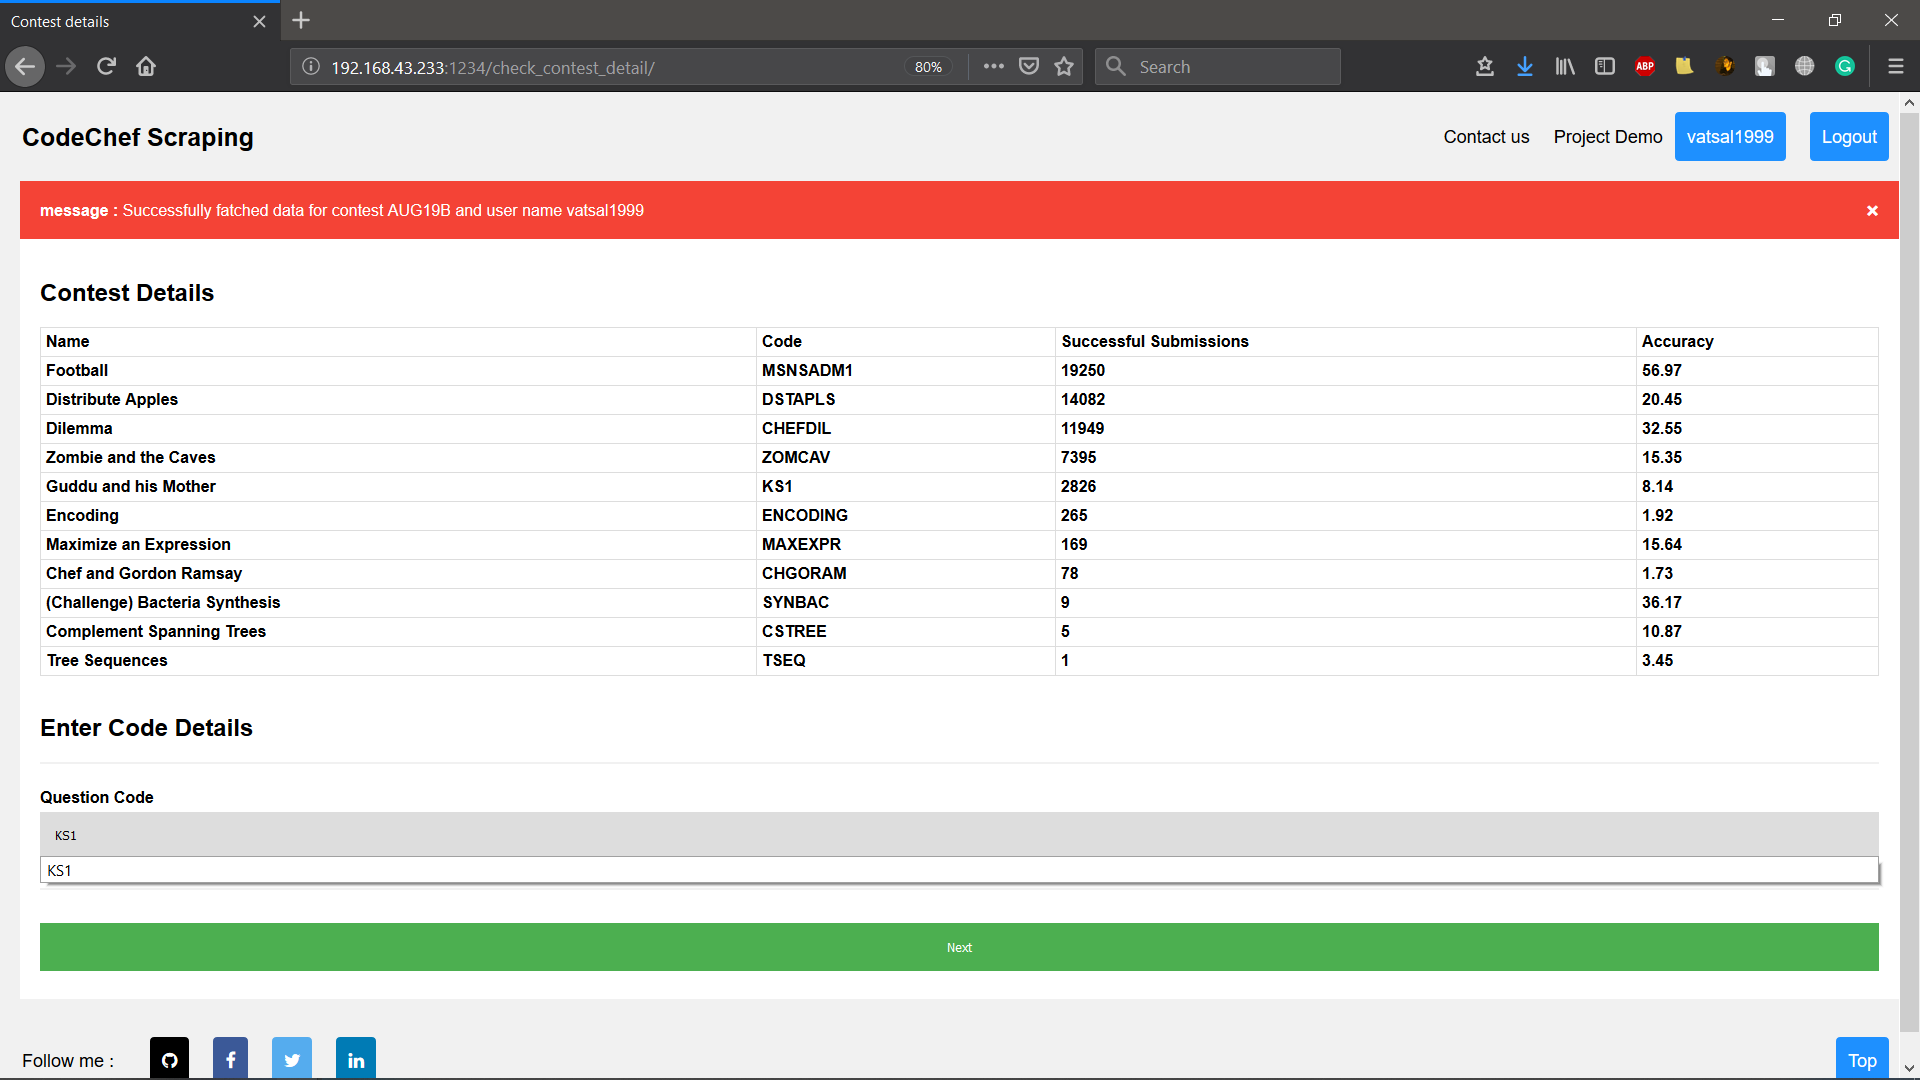 Contest details
192.168.43.233:1234/check_contest_detail/
80%
Search
ABP
CodeChef Scraping
Contact us
Project Demo
vatsal1999
Logout
message : Successfully fatched data for contest AUG19B and user name vatsal1999
Contest Details
Name Code Successful Submissions Accuracy
Football MSNSADM1 19250 56.97
Distribute Apples DSTAPLS 14082 20.45
Dilemma CHEFDIL 11949 32.55
Zombie and the Caves ZOMCAV 7395 15.35
Guddu and his Mother KS1 2826 8.14
Encoding ENCODING 265 1.92
Maximize an Expression MAXEXPR 169 15.64
Chef and Gordon Ramsay CHGORAM 78 1.73
(Challenge) Bacteria Synthesis SYNBAC 9 36.17
Complement Spanning Trees CSTREE 5 10.87
Tree Sequences TSEQ 1 3.45
Enter Code Details
Question Code
KS1
KS1
Next
Follow me :
Top